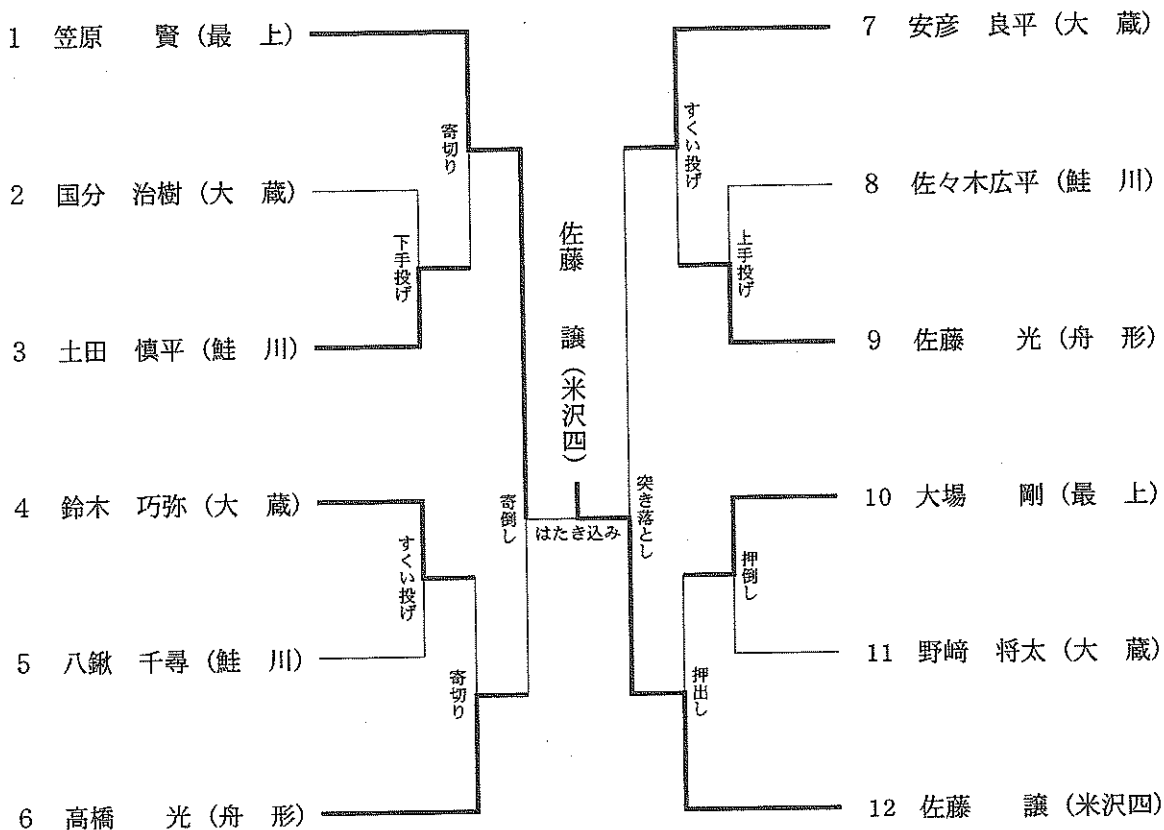 1 笠原 賢 (最 上)
2 国分 治樹 (大 蔵)
3 土田 慎平 (鮭 川)
4 鈴木 巧弥 (大 蔵)
5 八鍬 千尋 (鮭 川)
6 高橋 光 (舟 形)
寄切り
下手投げ
すくい投げ
寄切り
寄倒し
佐藤 譲 (米沢四)
はたき込み
突き落とし
すくい投げ
上手投げ
押倒し
押出し
7 安彦 良平 (大 蔵)
8 佐々木広平 (鮭 川)
9 佐藤 光 (舟 形)
10 大場 剛 (最 上)
11 野﨑 将太 (大 蔵)
12 佐藤 譲 (米沢四)